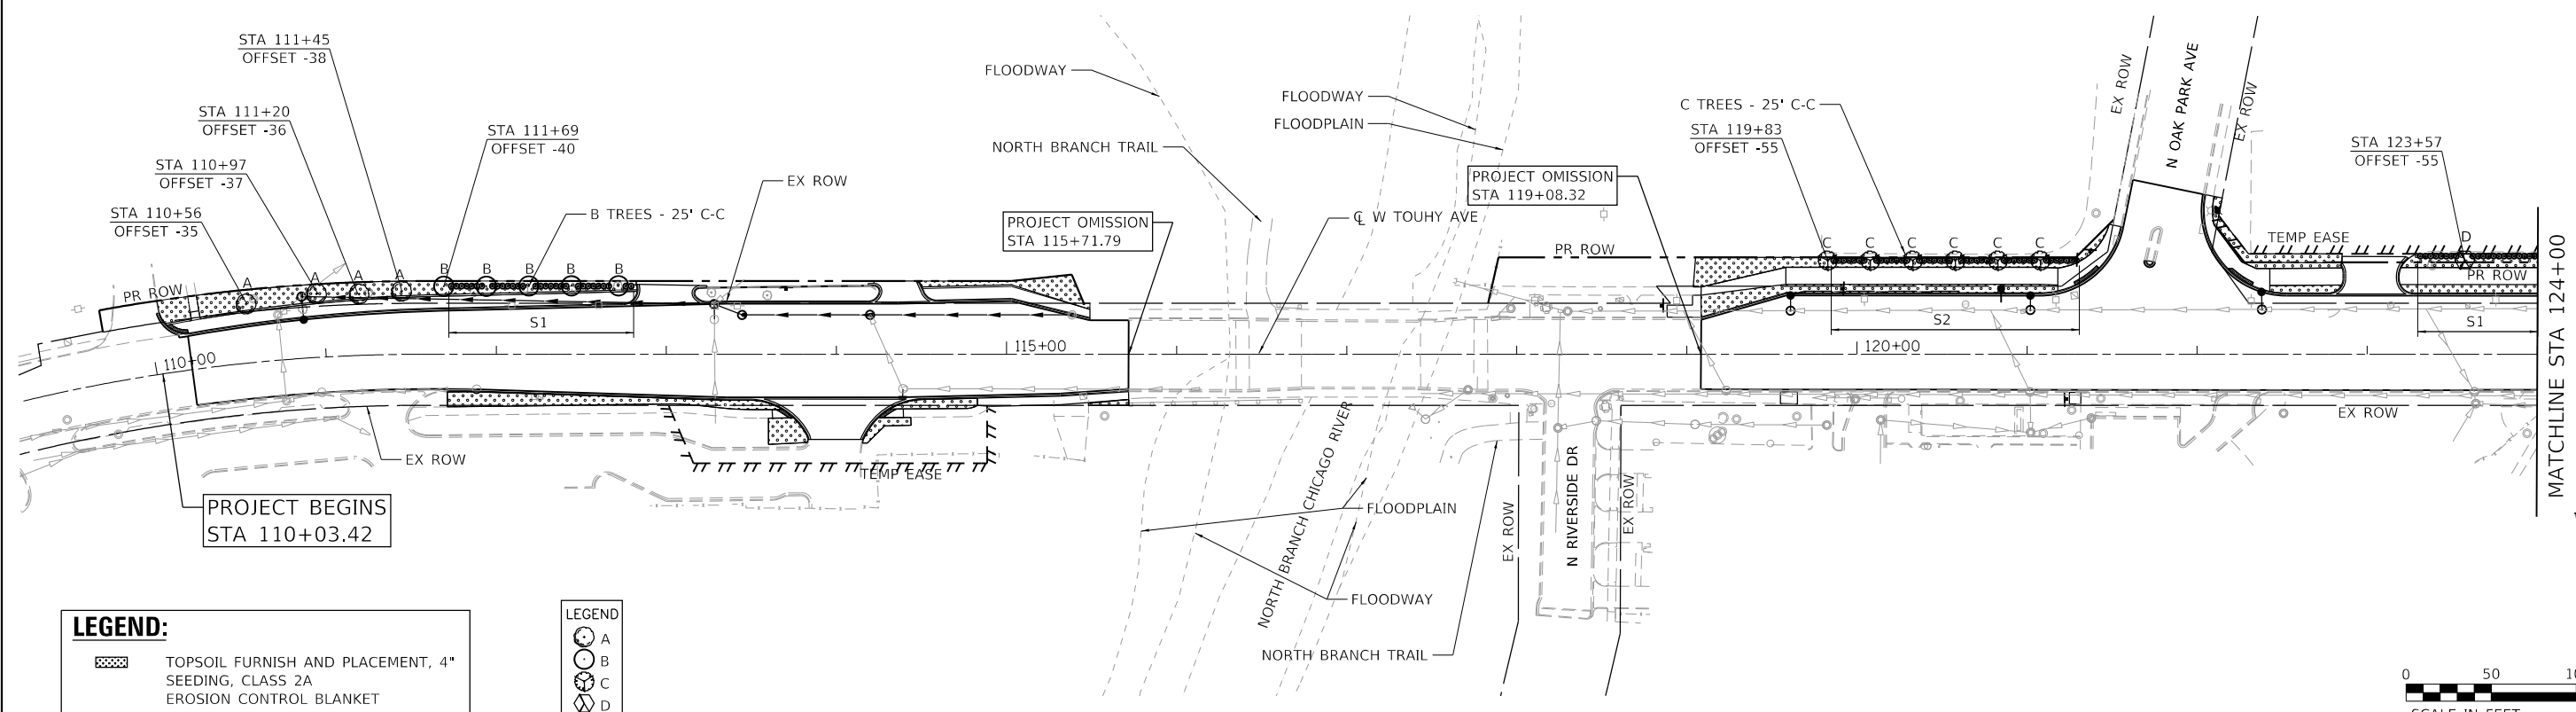 STA 111+45
OFFSET -38
STA 111+20
OFFSET -36
STA 110+97
OFFSET -37
STA 110+56
OFFSET -35
STA 111+69
OFFSET -40
B TREES - 25' C-C
EX ROW
PR ROW
A
A
A
A
B
B
B
B
B
S1
110+00
115+00
EX ROW
TEMP EASE
PROJECT BEGINS
STA 110+03.42
FLOODWAY
NORTH BRANCH TRAIL
PROJECT OMISSION
STA 115+71.79
FLOODWAY
FLOODPLAIN
℄ W TOUHY AVE
PROJECT OMISSION
STA 119+08.32
PR ROW
C TREES - 25' C-C
STA 119+83
OFFSET -55
C
C
C
C
C
C
S2
120+00
EX ROW
N OAK PARK AVE
EX ROW
TEMP EASE
STA 123+57
OFFSET -55
D
PR ROW
S1
EX ROW
MATCHLINE STA 124+00
NORTH BRANCH CHICAGO RIVER
FLOODPLAIN
FLOODWAY
NORTH BRANCH TRAIL
EX ROW
N RIVERSIDE DR
EX ROW
LEGEND:
TOPSOIL FURNISH AND PLACEMENT, 4"
SEEDING, CLASS 2A
EROSION CONTROL BLANKET
LEGEND
A
B
C
D
0 50
SCALE IN FEET